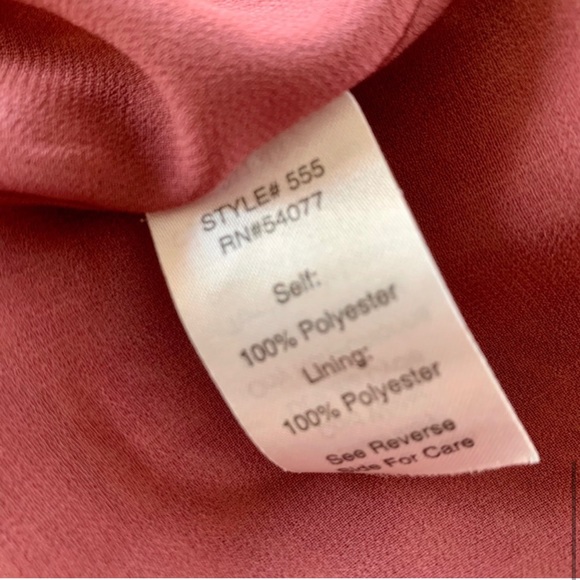 STYLE# 555
RN#54077
Self:
100% Polyester
Lining:
100% Polyester
See Reverse
Side For Care